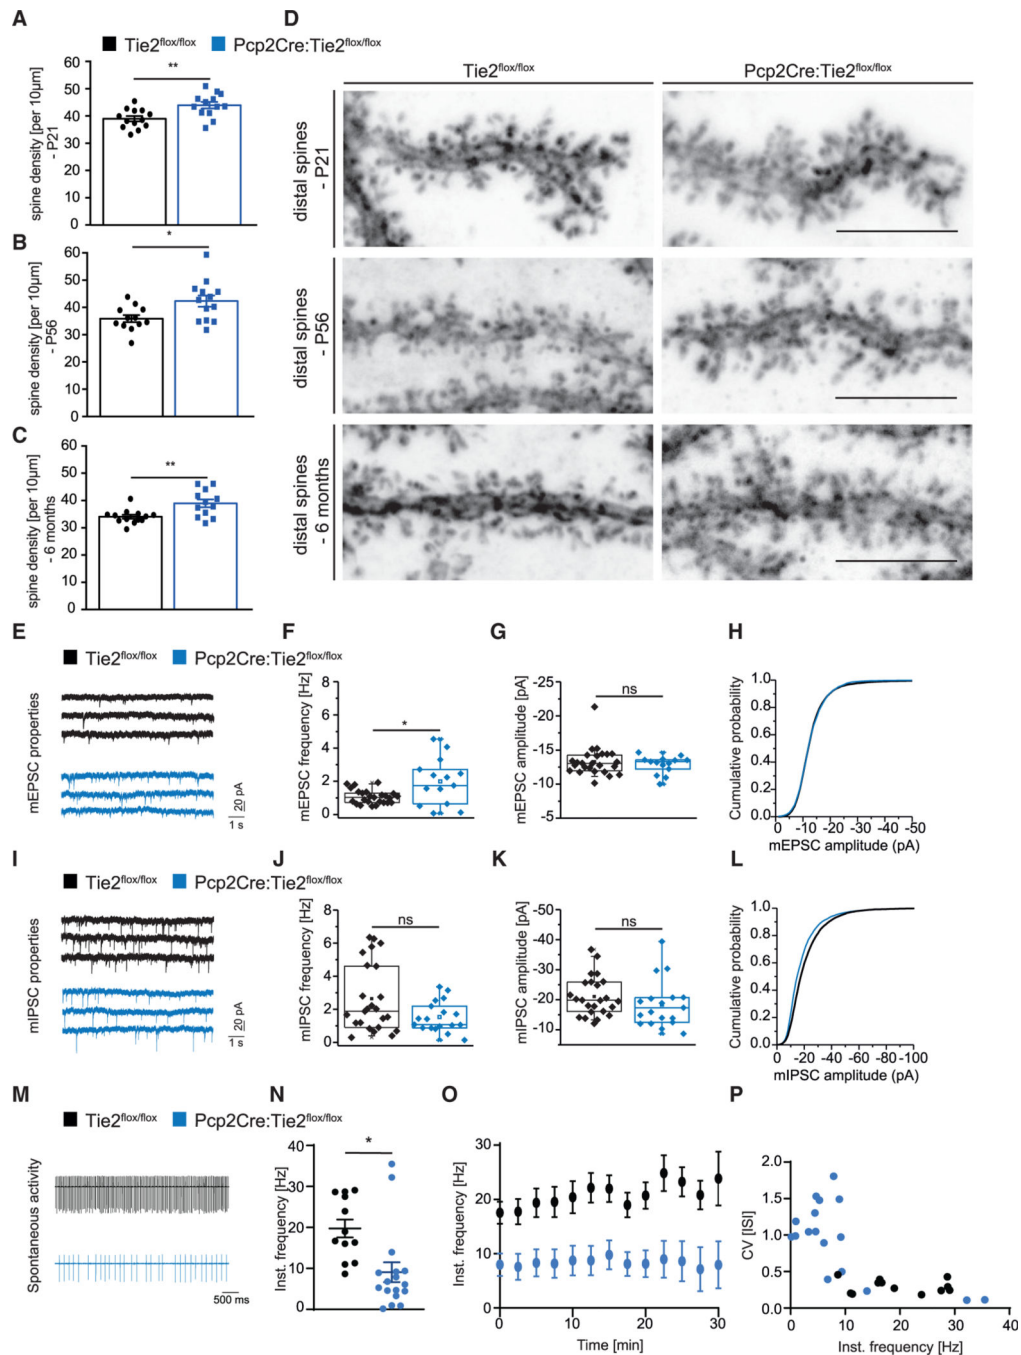 A
D
Tie2flox/flox Pcp2Cre:Tie2flox/flox
spine density [per 10µm]
- P21
60
50
40
30
20
10
0
**
Tie2flox/flox
Pcp2Cre:Tie2flox/flox
distal spines
- P21
B
spine density [per 10µm]
- P56
60
50
40
30
20
10
0
*
distal spines
- P56
C
spine density [per 10µm]
- 6 months
60
50
40
30
20
10
0
**
distal spines
- 6 months
E
Tie2flox/flox Pcp2Cre:Tie2flox/flox
mEPSC properties
20 pA
1 s
F
mEPSC frequency [Hz]
8
6
4
2
0
*
G
mEPSC amplitude [pA]
-25
-20
-15
-10
-5
ns
H
Cumulative probability
1.0
0.8
0.6
0.4
0.2
0.0
0 -10 -20 -30 -40 -50
mEPSC amplitude (pA)
I
Tie2flox/flox Pcp2Cre:Tie2flox/flox
mIPSC properties
20 pA
1 s
J
mIPSC frequency [Hz]
8
6
4
2
0
ns
K
mIPSC amplitude [pA]
-50
-40
-30
-20
-10
ns
L
Cumulative probability
1.0
0.8
0.6
0.4
0.2
0.0
0 -20 -40 -60 -80 -100
mIPSC amplitude (pA)
M
Tie2flox/flox Pcp2Cre:Tie2flox/flox
Spontaneous activity
500 ms
N
Inst. frequency [Hz]
40
30
20
10
0
*
O
Inst. frequency [Hz]
30
20
10
0
0 10 20 30
Time [min]
P
CV [ISI]
2.0
1.5
1.0
0.5
0.0
0 10 20 30 40
Inst. frequency [Hz]